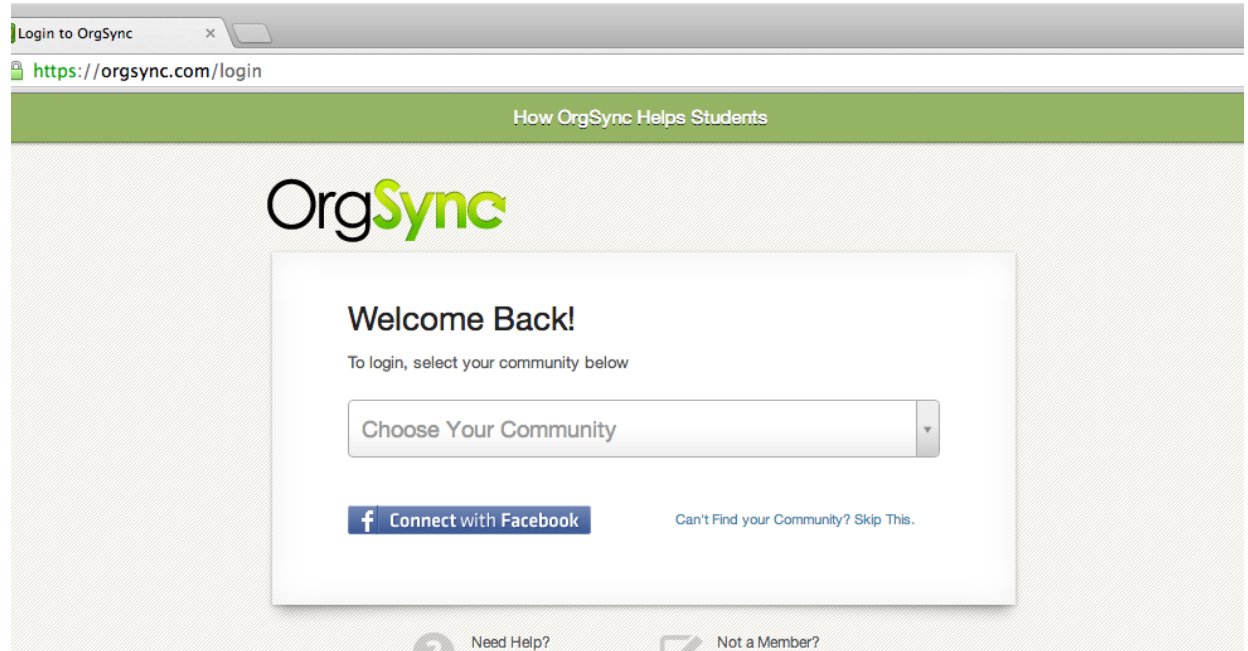 Login to OrgSync
https://orgsync.com/login
How OrgSync Helps Students
OrgSync
Welcome Back!
To login, select your community below
Choose Your Community
f Connect with Facebook
Can't Find your Community? Skip This.
? Need Help?
Not a Member?